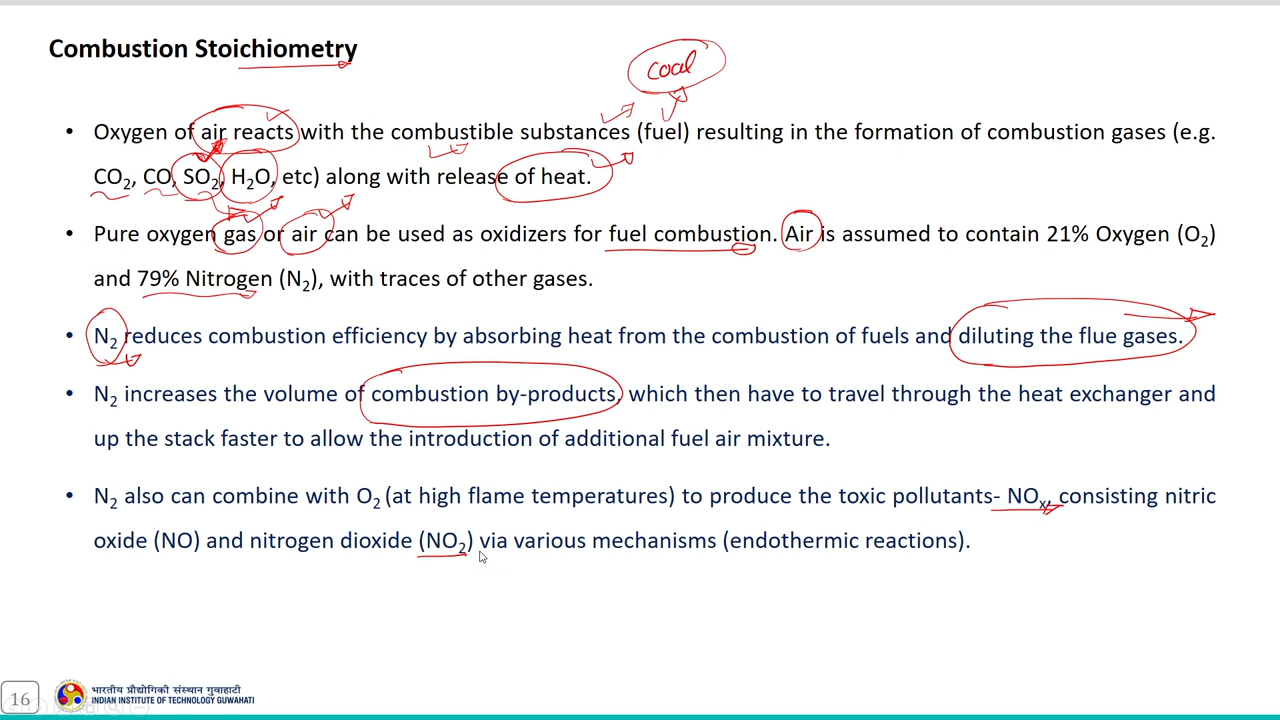 Combustion Stoichiometry
coal
• Oxygen of air reacts with the combustible substances (fuel) resulting in the formation of combustion gases (e.g.
CO₂, CO, SO₂, H₂O, etc) along with release of heat.
• Pure oxygen gas or air can be used as oxidizers for fuel combustion. Air is assumed to contain 21% Oxygen (O₂)
and 79% Nitrogen (N₂), with traces of other gases.
• N₂ reduces combustion efficiency by absorbing heat from the combustion of fuels and diluting the flue gases.
• N₂ increases the volume of combustion by-products, which then have to travel through the heat exchanger and
up the stack faster to allow the introduction of additional fuel air mixture.
• N₂ also can combine with O₂ (at high flame temperatures) to produce the toxic pollutants- NOₓ, consisting nitric
oxide (NO) and nitrogen dioxide (NO₂) via various mechanisms (endothermic reactions).
16
भारतीय प्रौद्योगिकी संस्थान गुवाहाटी
INDIAN INSTITUTE OF TECHNOLOGY GUWAHATI